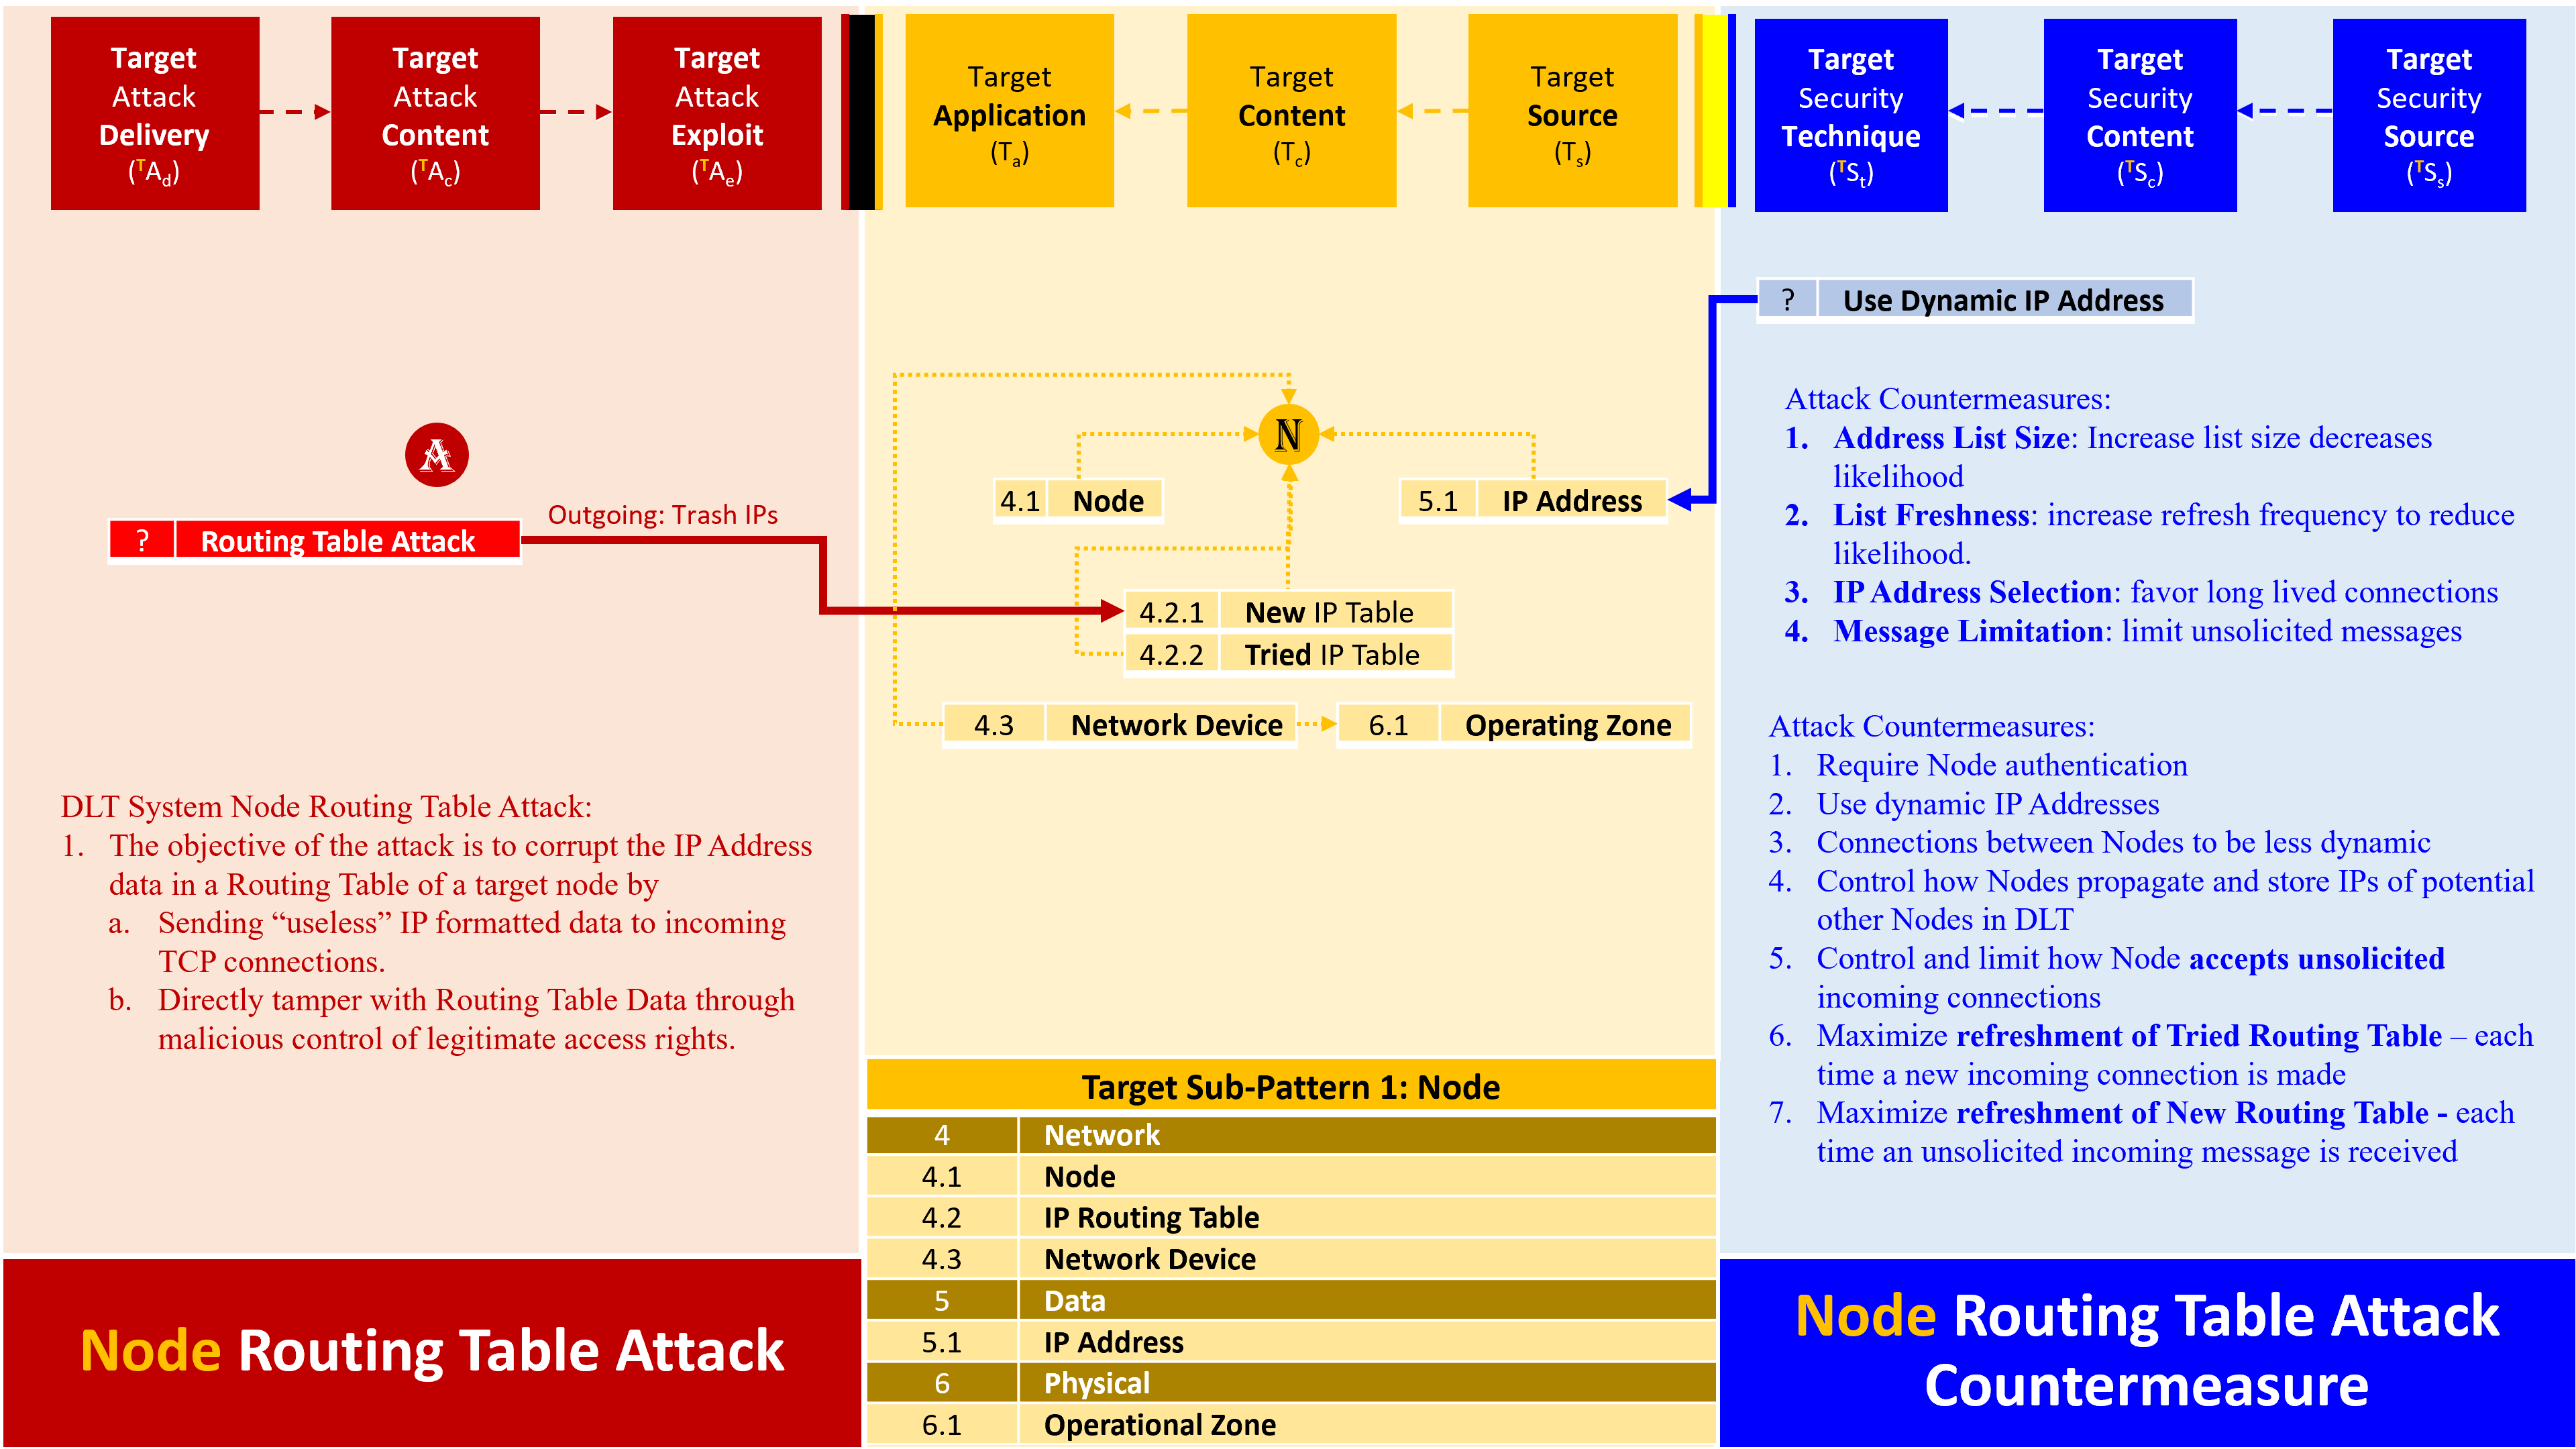 Target
Attack
Delivery
(TAd)
Target
Attack
Content
(TAc)
Target
Attack
Exploit
(TAe)
Target
Application
(Ta)
Target
Content
(Tc)
Target
Source
(Ts)
Target
Security
Technique
(TSt)
Target
Security
Content
(TSc)
Target
Security
Source
(TSs)
A
? Routing Table Attack
Outgoing: Trash IPs
DLT System Node Routing Table Attack:
1. The objective of the attack is to corrupt the IP Address
data in a Routing Table of a target node by
a. Sending “useless” IP formatted data to incoming
TCP connections.
b. Directly tamper with Routing Table Data through
malicious control of legitimate access rights.
Node Routing Table Attack
N
4.1 Node
5.1 IP Address
4.2.1 New IP Table
4.2.2 Tried IP Table
4.3 Network Device
6.1 Operating Zone
Target Sub-Pattern 1: Node
4 Network
4.1 Node
4.2 IP Routing Table
4.3 Network Device
5 Data
5.1 IP Address
6 Physical
6.1 Operational Zone
? Use Dynamic IP Address
Attack Countermeasures:
1. Address List Size: Increase list size decreases
likelihood
2. List Freshness: increase refresh frequency to reduce
likelihood.
3. IP Address Selection: favor long lived connections
4. Message Limitation: limit unsolicited messages
Attack Countermeasures:
1. Require Node authentication
2. Use dynamic IP Addresses
3. Connections between Nodes to be less dynamic
4. Control how Nodes propagate and store IPs of potential
other Nodes in DLT
5. Control and limit how Node accepts unsolicited
incoming connections
6. Maximize refreshment of Tried Routing Table – each
time a new incoming connection is made
7. Maximize refreshment of New Routing Table - each
time an unsolicited incoming message is received
Node Routing Table Attack
Countermeasure